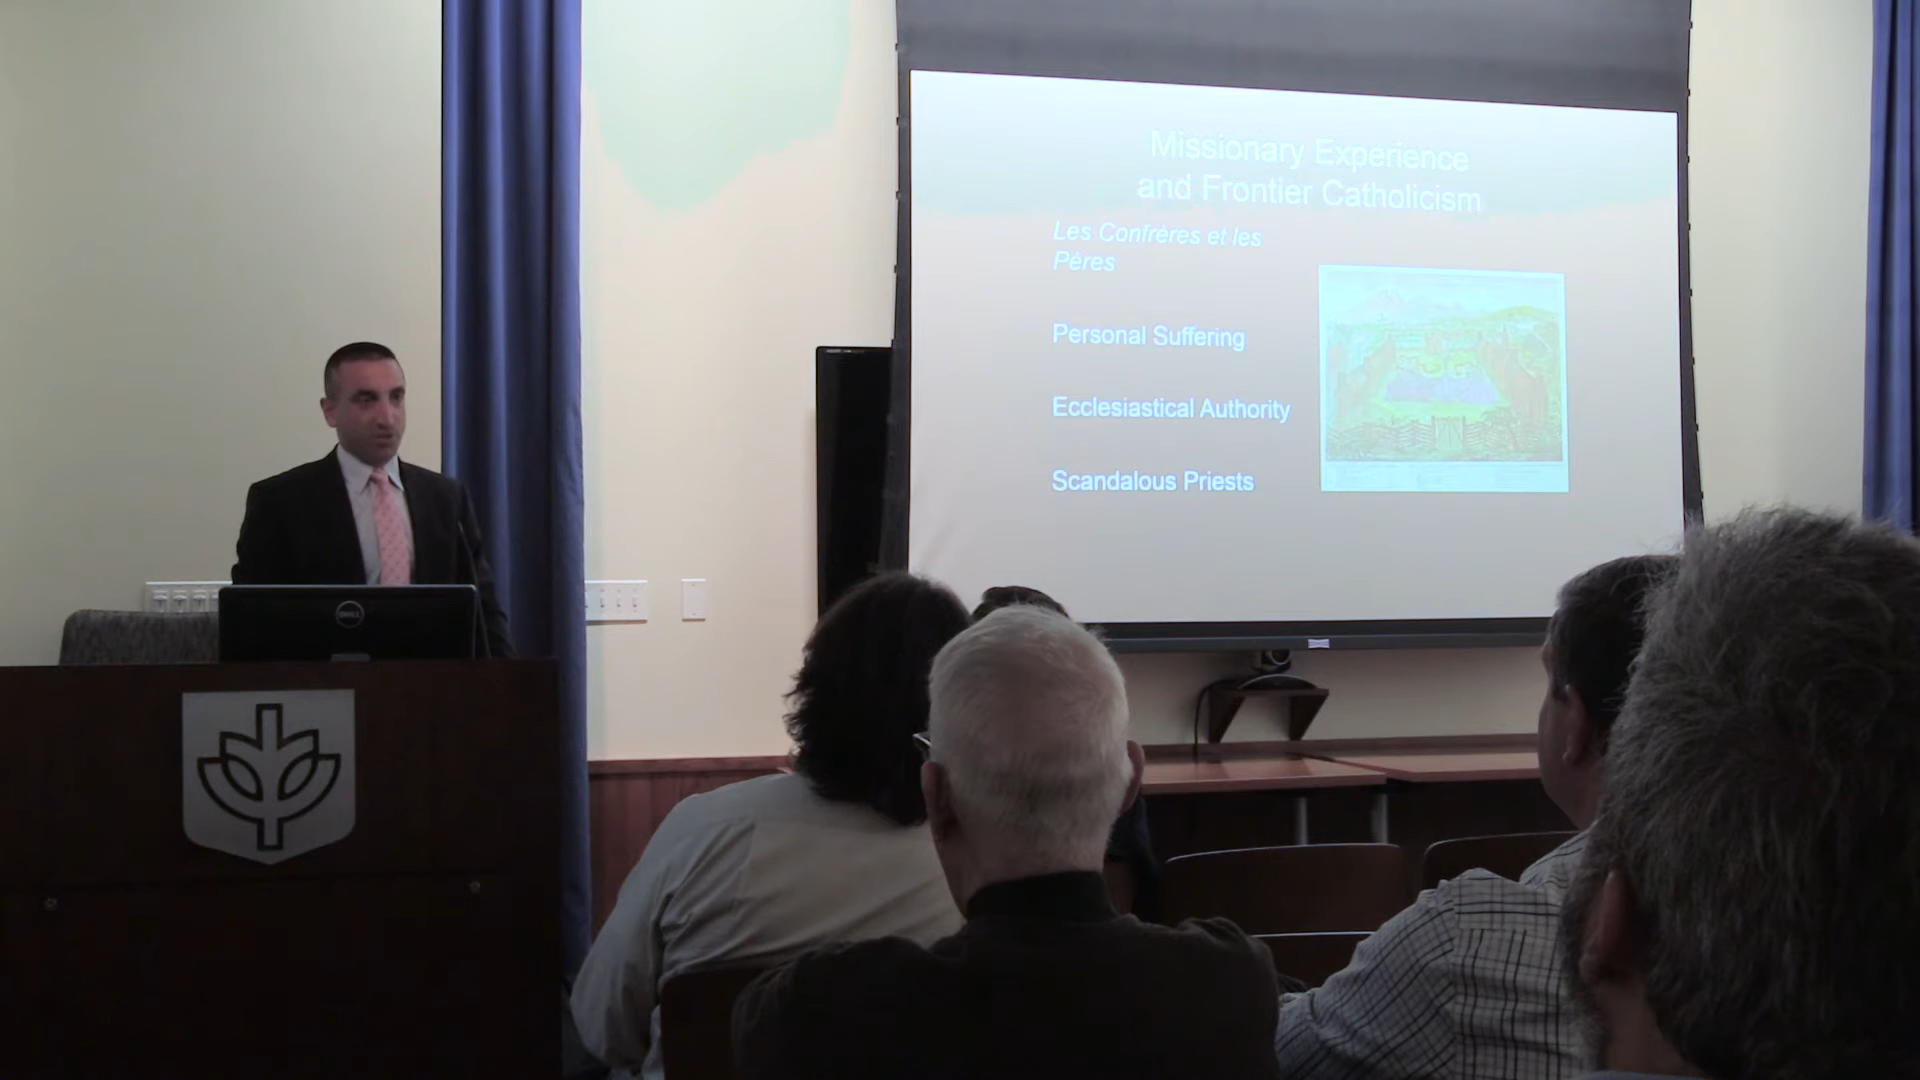 Missionary Experience
and Frontier Catholicism
Les Confrères et les
Pères
Personal Suffering
Ecclesiastical Authority
Scandalous Priests
DELL